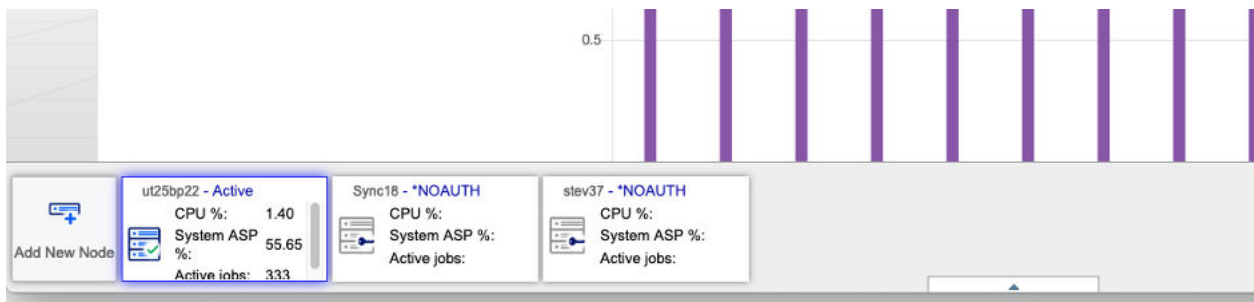 0.5
Add New Node
ut25bp22 - Active
CPU %: 1.40
System ASP
%: 55.65
Active jobs: 333
Sync18 - *NOAUTH
CPU %:
System ASP %:
Active jobs:
stev37 - *NOAUTH
CPU %:
System ASP %:
Active jobs: